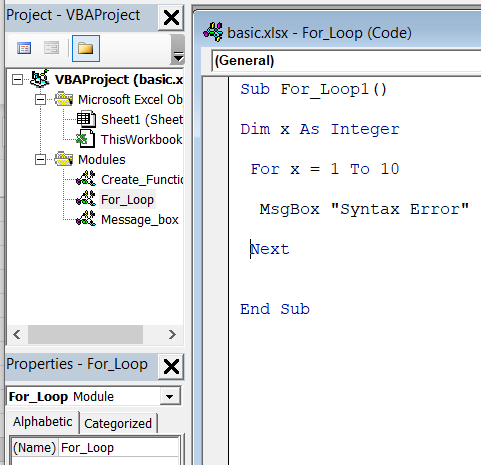 Project - VBAProject
VBAProject (basic.x
Microsoft Excel Ob
Sheet1 (Sheet
ThisWorkbook
Modules
Create_Functio
For_Loop
Message_box
Properties - For_Loop
For_Loop Module
Alphabetic Categorized
(Name) For_Loop
basic.xlsx - For_Loop (Code)
(General)
Sub For_Loop1()
Dim x As Integer
For x = 1 To 10
MsgBox "Syntax Error"
Next
End Sub